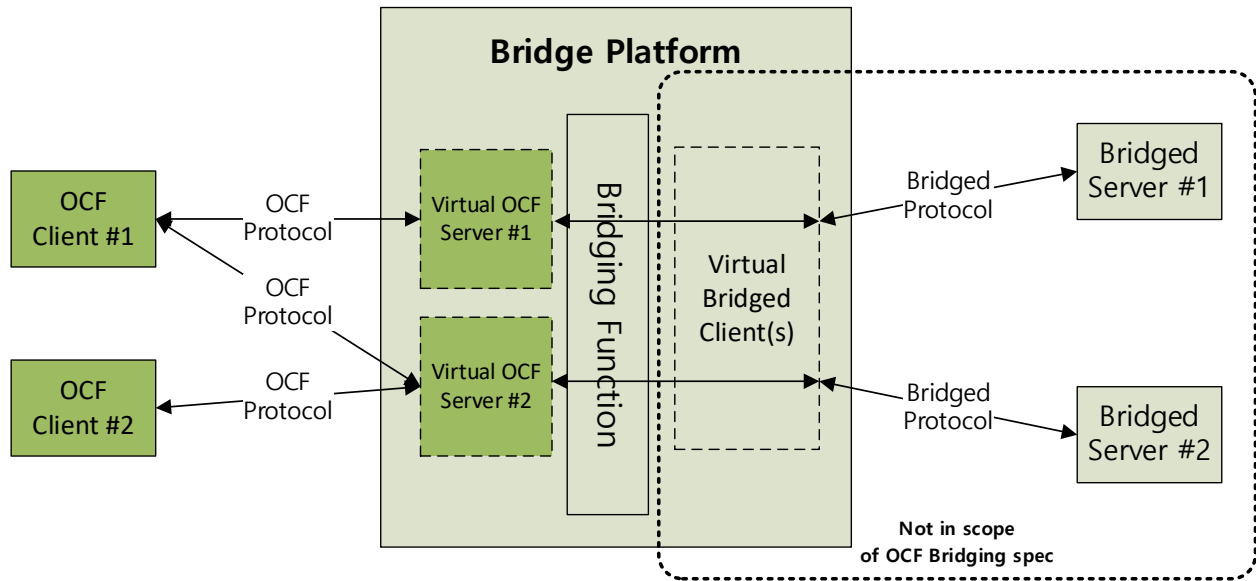 Bridge Platform
OCF
Client #1
OCF
Protocol
OCF
Protocol
OCF
Client #2
OCF
Protocol
Virtual OCF
Server #1
Virtual OCF
Server #2
Bridging Function
Virtual
Bridged
Client(s)
Bridged
Protocol
Bridged
Server #1
Bridged
Protocol
Bridged
Server #2
Not in scope
of OCF Bridging spec